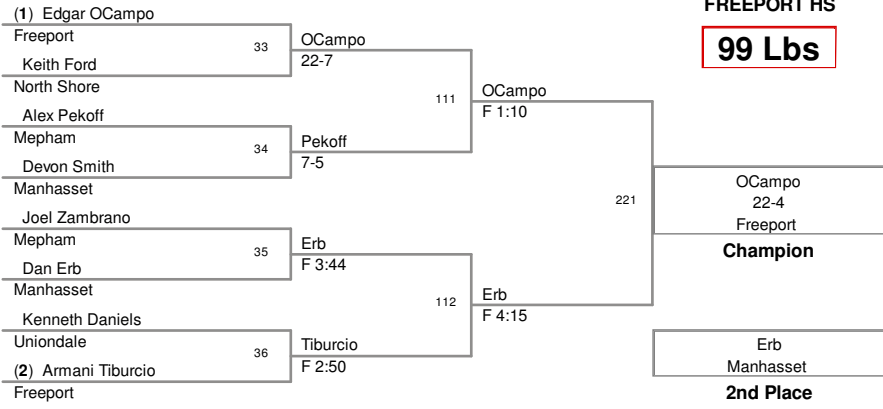 FREEPORT HS
99 Lbs
(1) Edgar OCampo
Freeport
33
Keith Ford
North Shore
OCampo
22-7
Alex Pekoff
Mepham
34
Devon Smith
Manhasset
Pekoff
7-5
111
OCampo
F 1:10
Joel Zambrano
Mepham
35
Dan Erb
Manhasset
Erb
F 3:44
Kenneth Daniels
Uniondale
36
(2) Armani Tiburcio
Freeport
Tiburcio
F 2:50
112
Erb
F 4:15
221
OCampo
22-4
Freeport
Champion
Erb
Manhasset
2nd Place